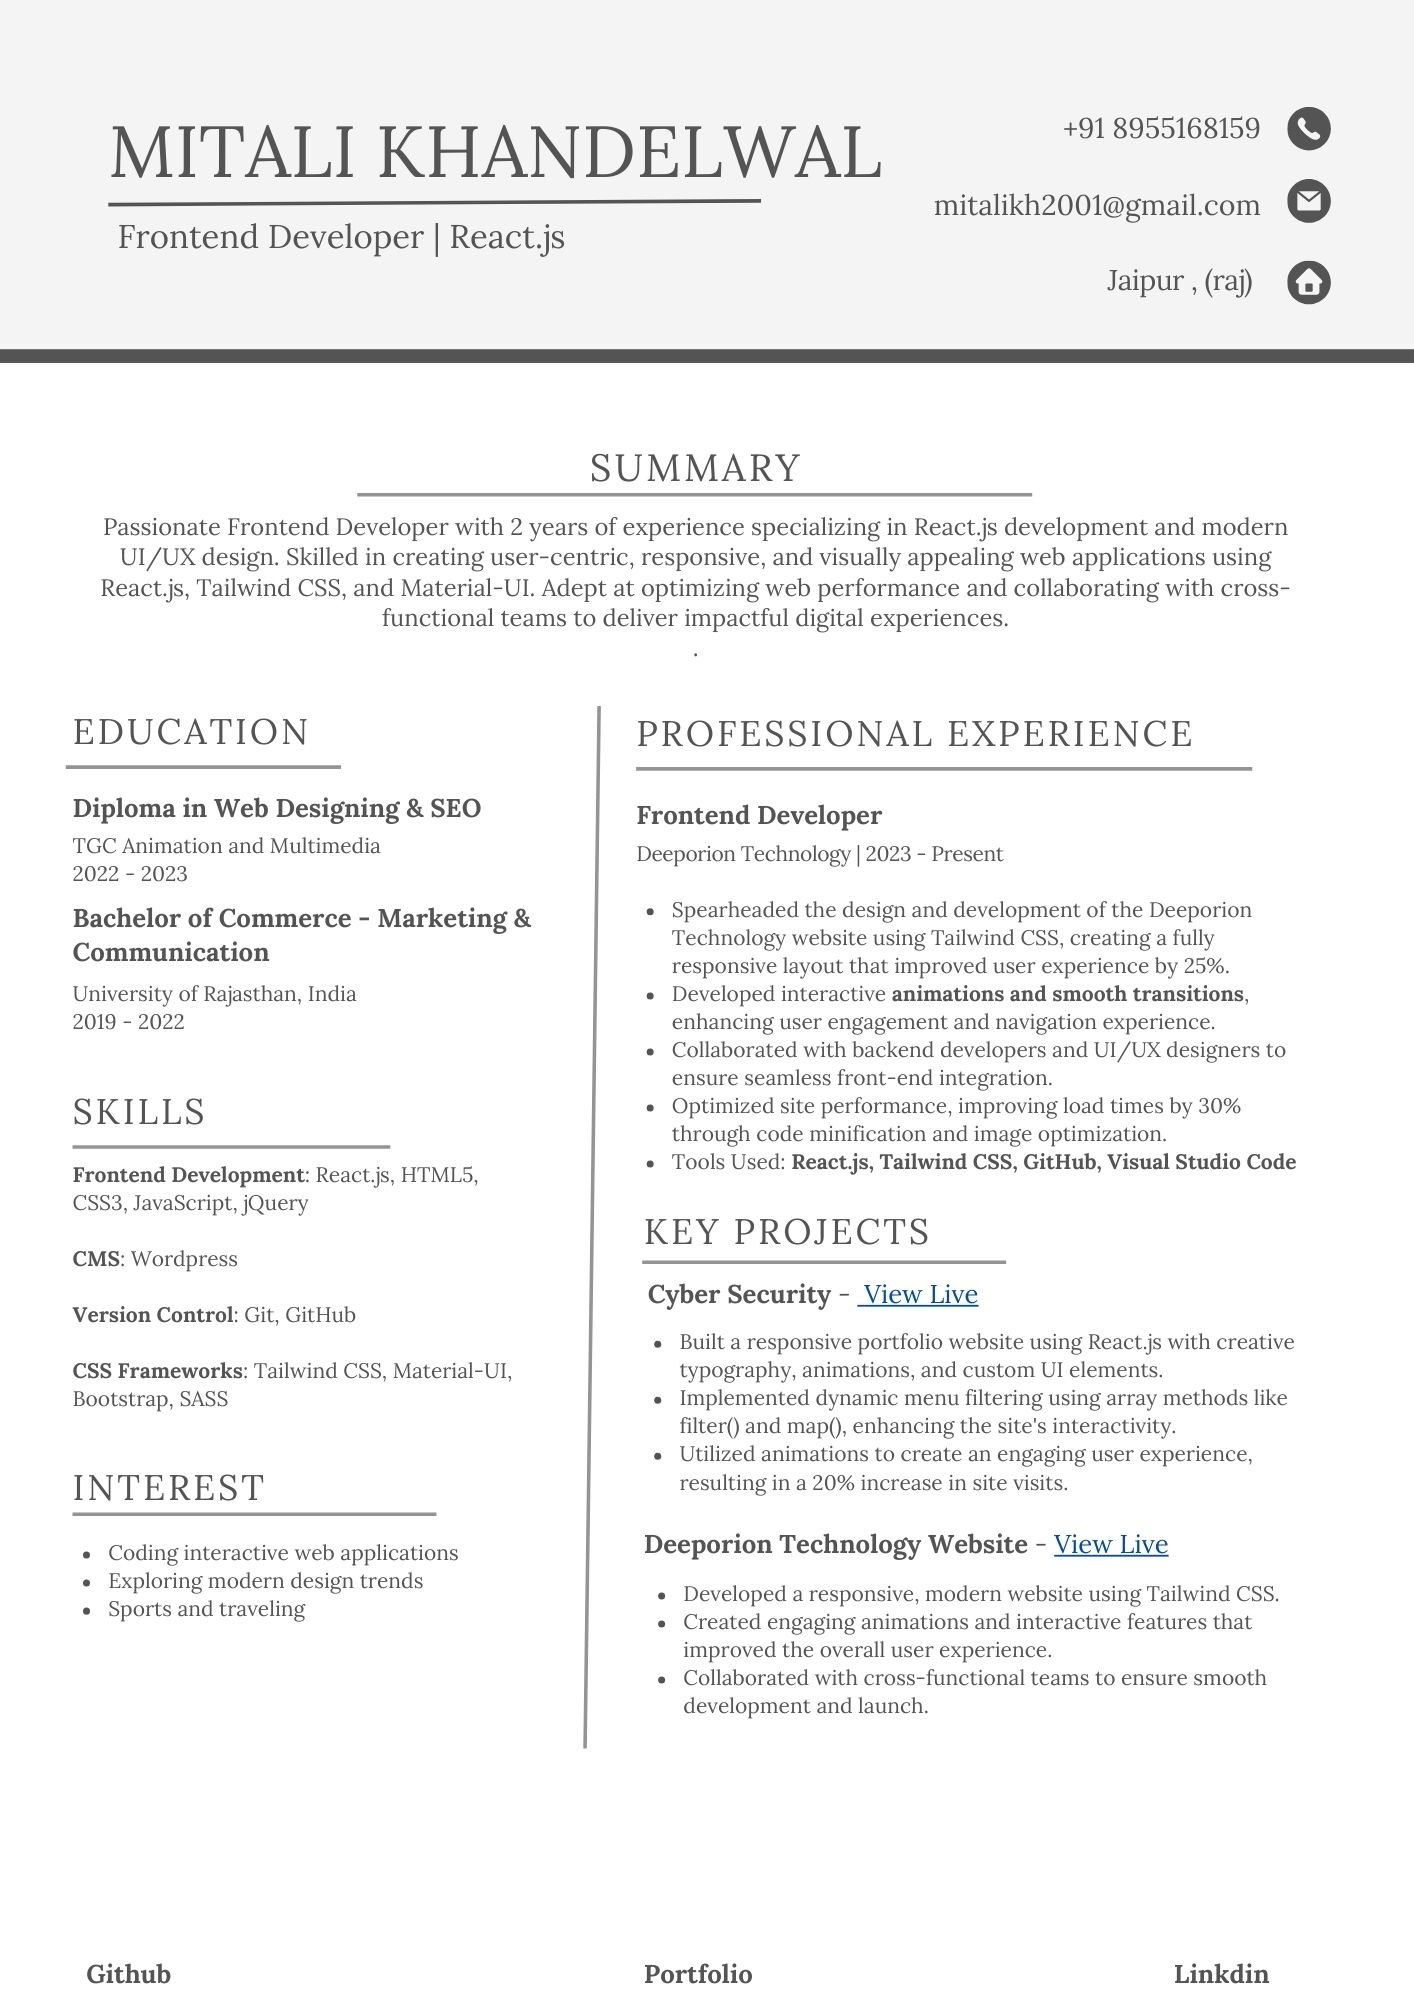 MITALI KHANDELWAL
Frontend Developer | React.js
+91 8955168159
mitalikh2001@gmail.com
Jaipur , (raj)
SUMMARY
Passionate Frontend Developer with 2 years of experience specializing in React.js development and modern
UI/UX design. Skilled in creating user-centric, responsive, and visually appealing web applications using
React.js, Tailwind CSS, and Material-UI. Adept at optimizing web performance and collaborating with cross-
functional teams to deliver impactful digital experiences.
.
EDUCATION
Diploma in Web Designing & SEO
TGC Animation and Multimedia
2022 - 2023
Bachelor of Commerce - Marketing &
Communication
University of Rajasthan, India
2019 - 2022
SKILLS
Frontend Development: React.js, HTML5,
CSS3, JavaScript, jQuery
CMS: Wordpress
Version Control: Git, GitHub
CSS Frameworks: Tailwind CSS, Material-UI,
Bootstrap, SASS
INTEREST
• Coding interactive web applications
• Exploring modern design trends
• Sports and traveling
PROFESSIONAL EXPERIENCE
Frontend Developer
Deeporion Technology | 2023 - Present
• Spearheaded the design and development of the Deeporion
Technology website using Tailwind CSS, creating a fully
responsive layout that improved user experience by 25%.
• Developed interactive animations and smooth transitions,
enhancing user engagement and navigation experience.
• Collaborated with backend developers and UI/UX designers to
ensure seamless front-end integration.
• Optimized site performance, improving load times by 30%
through code minification and image optimization.
• Tools Used: React.js, Tailwind CSS, GitHub, Visual Studio Code
KEY PROJECTS
Cyber Security - View Live
• Built a responsive portfolio website using React.js with creative
typography, animations, and custom UI elements.
• Implemented dynamic menu filtering using array methods like
filter() and map(), enhancing the site's interactivity.
• Utilized animations to create an engaging user experience,
resulting in a 20% increase in site visits.
Deeporion Technology Website - View Live
• Developed a responsive, modern website using Tailwind CSS.
• Created engaging animations and interactive features that
improved the overall user experience.
• Collaborated with cross-functional teams to ensure smooth
development and launch.
Github
Portfolio
Linkdin